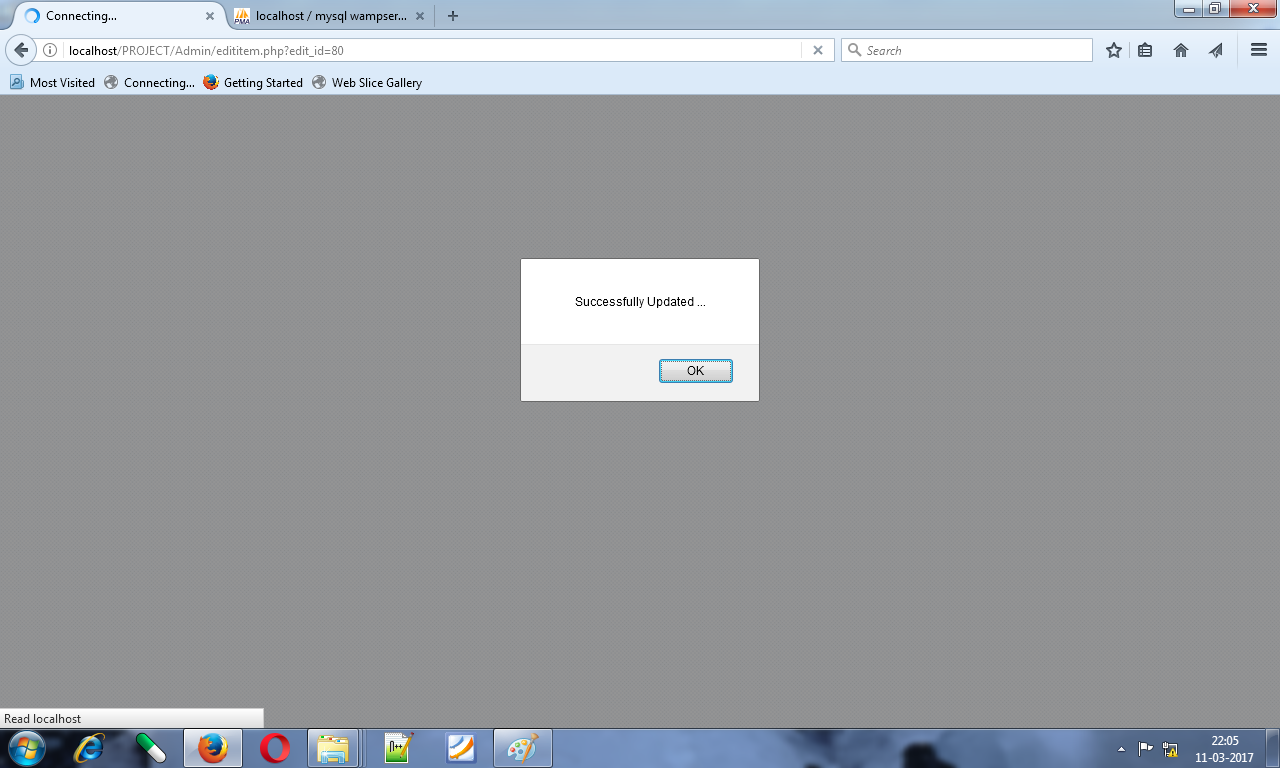 Connecting...
PMA
localhost / mysql wampser...
localhost/PROJECT/Admin/edititem.php?edit_id=80
Search
Most Visited
Connecting...
Getting Started
Web Slice Gallery
Successfully Updated ...
OK
Read localhost
n++
22:05
11-03-2017